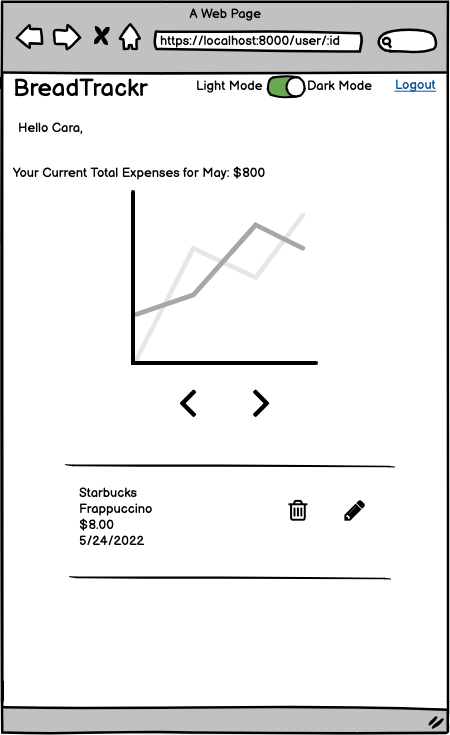 A Web Page
https://localhost:8000/user/:id
BreadTrackr
Light Mode Dark Mode
Logout
Hello Cara,
Your Current Total Expenses for May: $800
Starbucks
Frappuccino
$8.00
5/24/2022